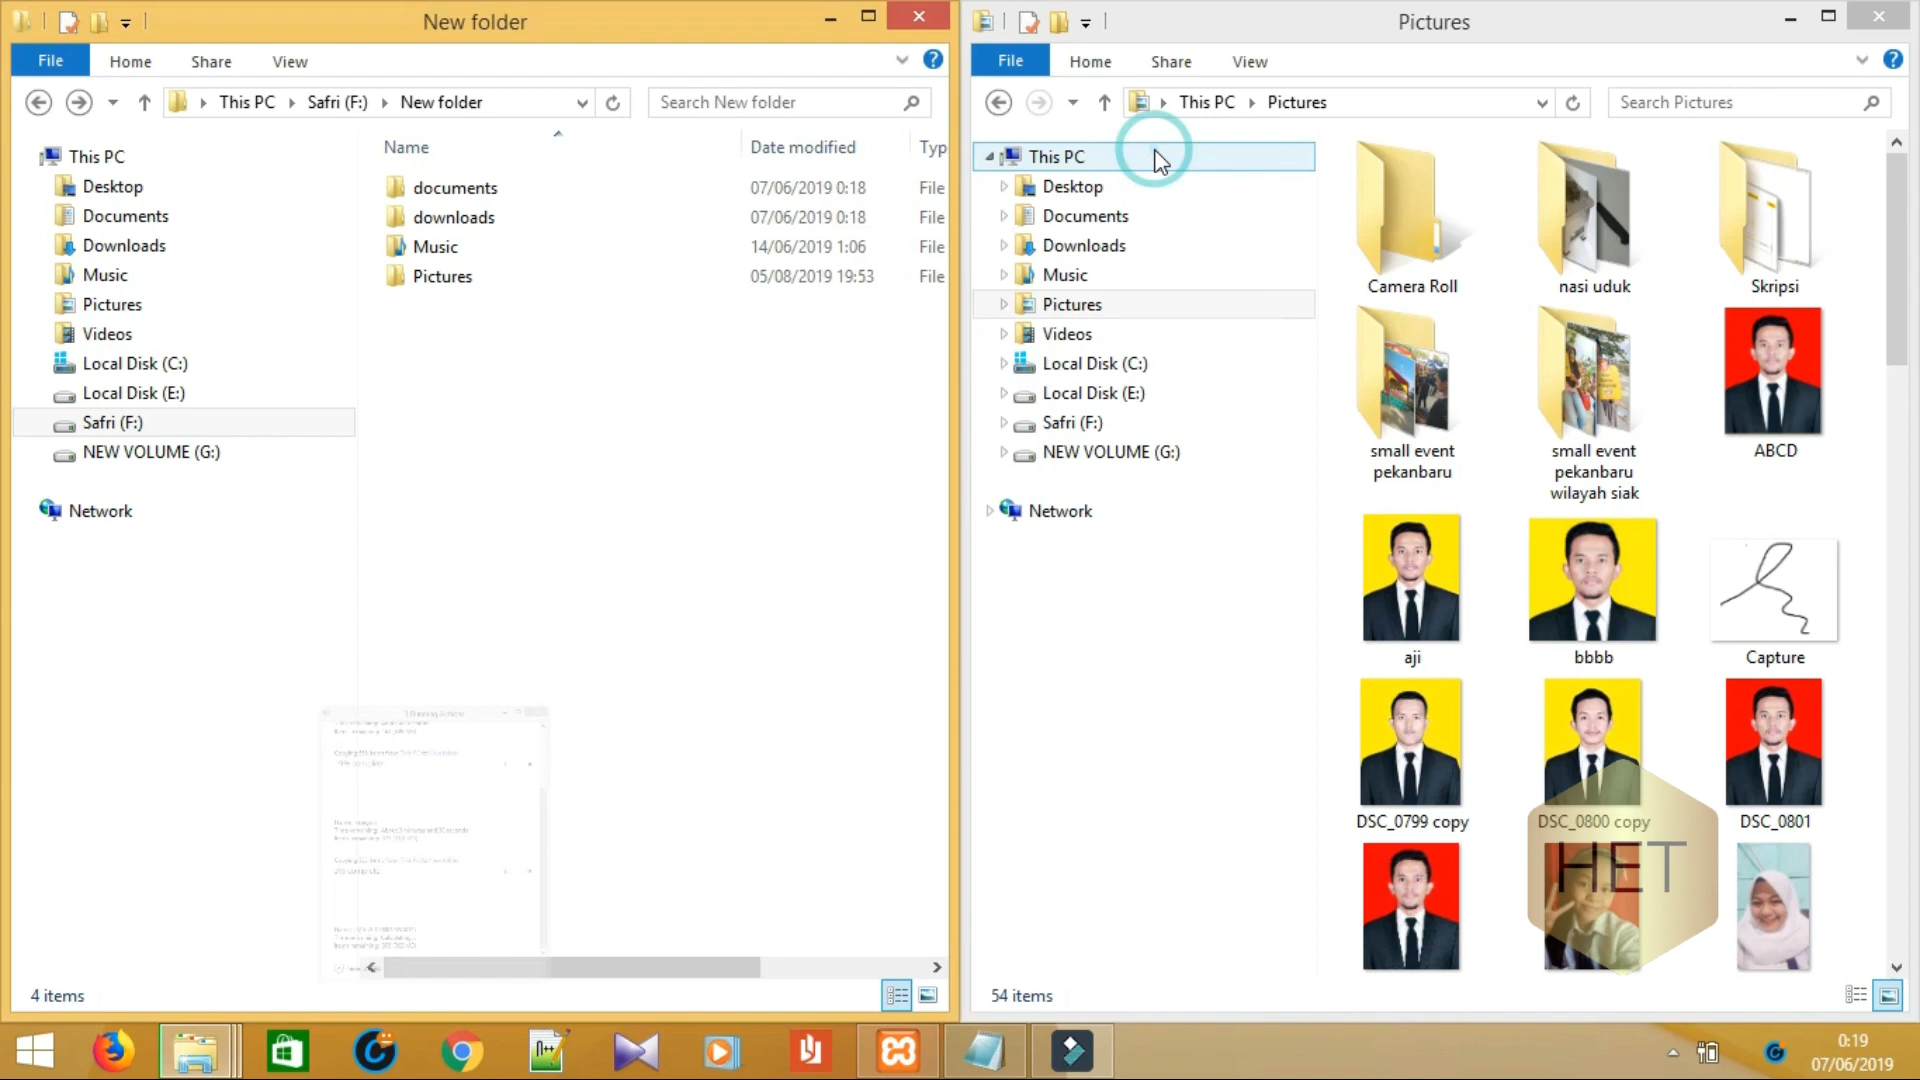 New folder
File Home Share View
This PC Safri (F:) New folder
Search New folder
This PC
Desktop
Documents
Downloads
Music
Pictures
Videos
Local Disk (C:)
Local Disk (E:)
Safri (F:)
NEW VOLUME (G:)
Network
Name Date modified Typ
documents 07/06/2019 0:18 File
downloads 07/06/2019 0:18 File
Music 14/06/2019 1:06 File
Pictures 05/08/2019 19:53 File
4 items
Pictures
File Home Share View
This PC Pictures
Search Pictures
This PC
Desktop
Documents
Downloads
Music
Pictures
Videos
Local Disk (C:)
Local Disk (E:)
Safri (F:)
NEW VOLUME (G:)
Network
Camera Roll
nasi uduk
Skripsi
small event
pekanbaru
small event
pekanbaru
wilayah siak
ABCD
aji
bbbb
Capture
DSC_0799 copy
DSC_0800 copy
DSC_0801
HET
54 items
0:19
07/06/2019